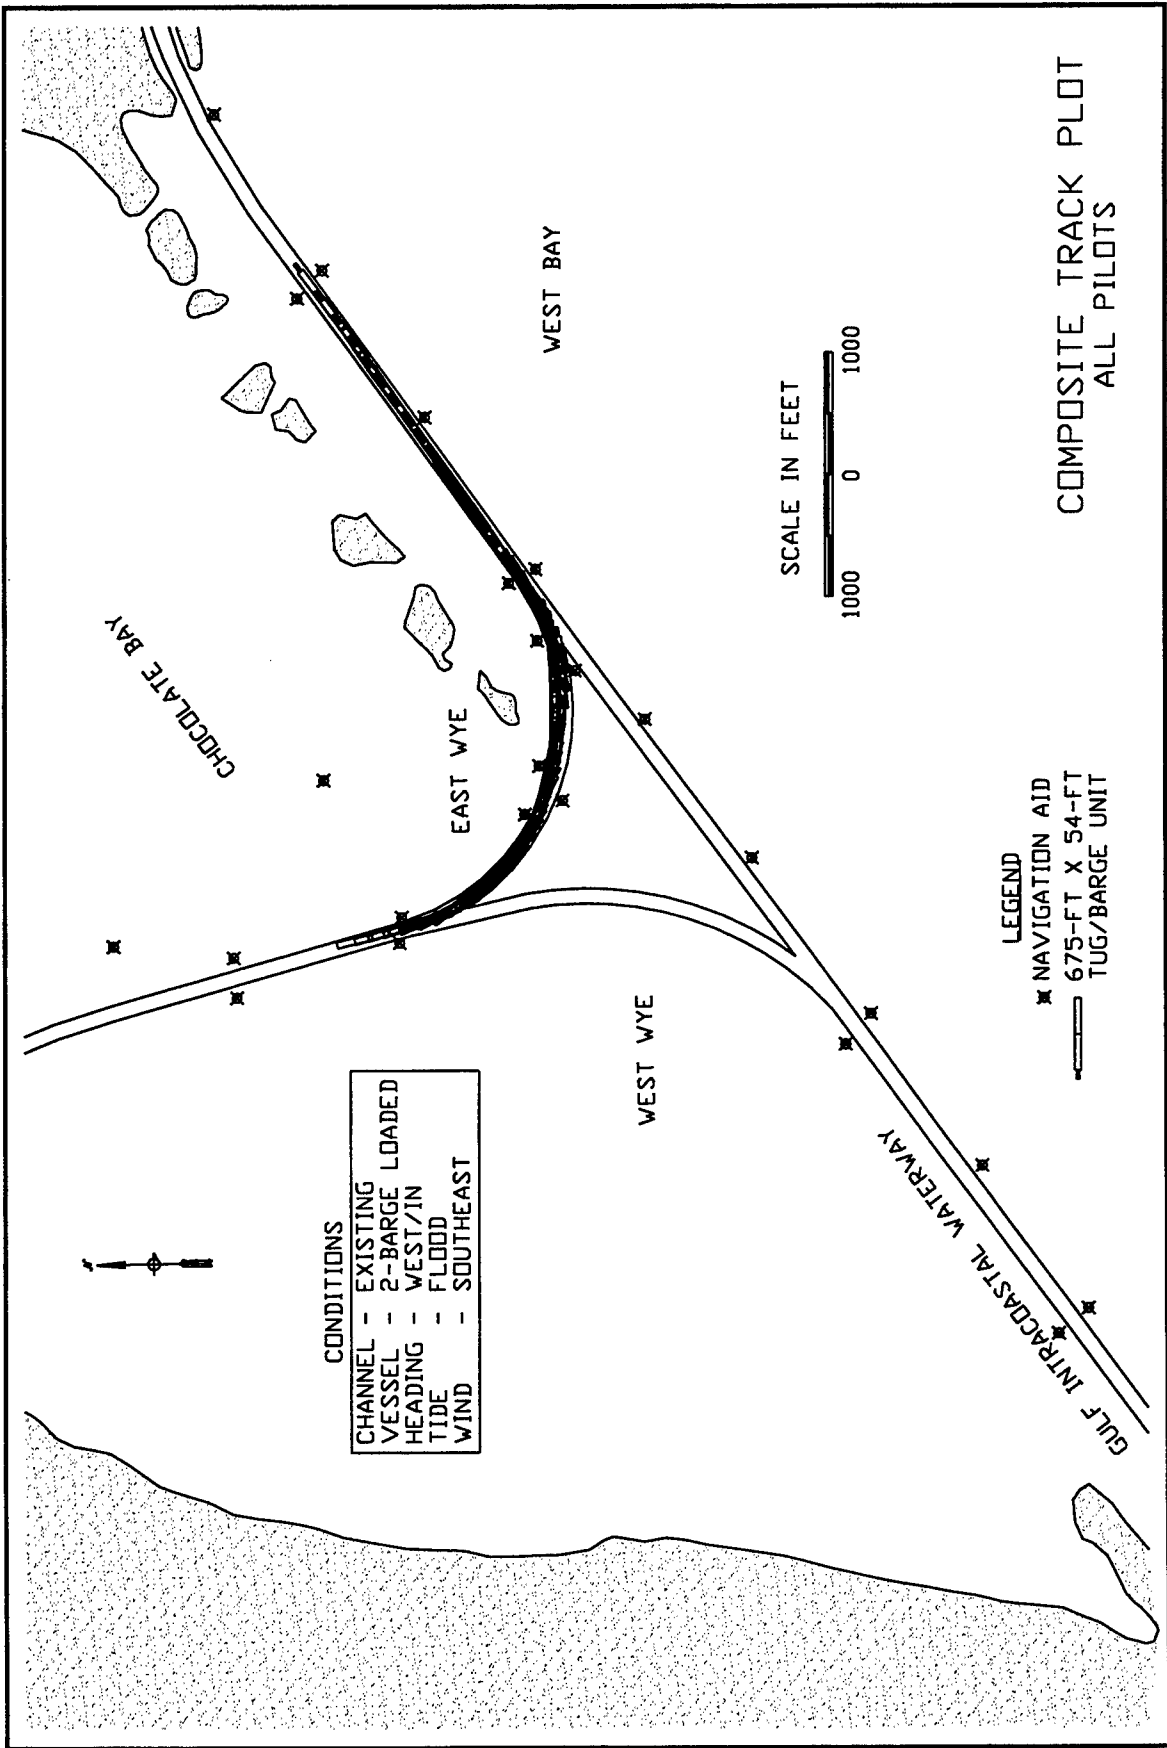 CHOCOLATE BAY
EAST WYE
WEST BAY
WEST WYE
GULF INTRACOASTAL WATERWAY
N
CONDITIONS
CHANNEL - EXISTING
VESSEL - 2-BARGE LOADED
HEADING - WEST/IN
TIDE - FLOOD
WIND - SOUTHEAST
SCALE IN FEET
1000 0 1000
LEGEND
NAVIGATION AID
675-FT X 54-FT
TUG/BARGE UNIT
COMPOSITE TRACK PLOT
ALL PILOTS